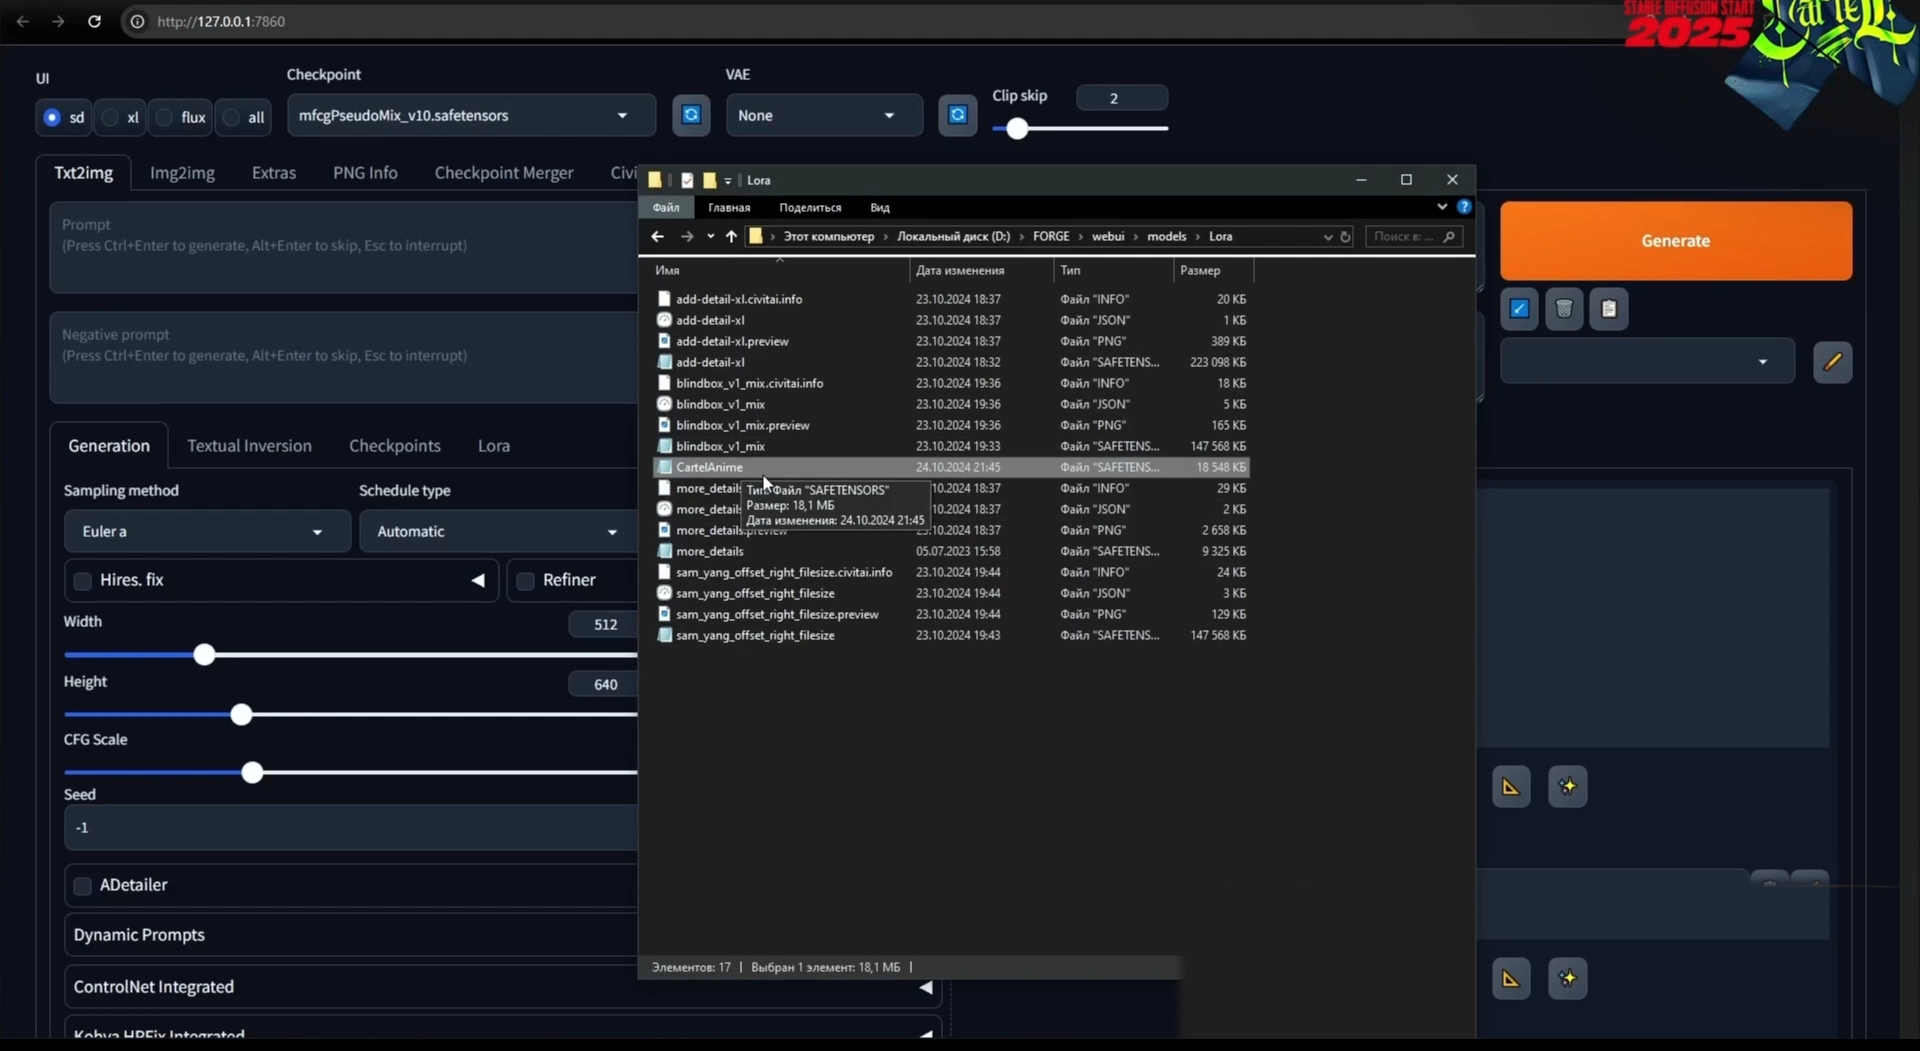 http://127.0.0.1:7860
STABLE DIFFUSION START
2025
CARTEL
UI
Checkpoint
VAE
Clip skip
2
sd
xl
flux
all
mfcgPseudoMix_v10.safetensors
None
Txt2img
Img2img
Extras
PNG Info
Checkpoint Merger
Civi
Prompt
(Press Ctrl+Enter to generate, Alt+Enter to skip, Esc to interrupt)
Negative prompt
(Press Ctrl+Enter to generate, Alt+Enter to skip, Esc to interrupt)
Generate
Generation
Textual Inversion
Checkpoints
Lora
Sampling method
Schedule type
Euler a
Automatic
Hires. fix
Refiner
Width
512
Height
640
CFG Scale
Seed
-1
ADetailer
Dynamic Prompts
ControlNet Integrated
Kohya HRFix Integrated
Lora
Файл Главная Поделиться Вид
Этот компьютер › Локальный диск (D:) › FORGE › webui › models › Lora
Поиск в: ...
Имя Дата изменения Тип Размер
add-detail-xl.civitai.info 23.10.2024 18:37 Файл "INFO" 20 КБ
add-detail-xl 23.10.2024 18:37 Файл "JSON" 1 КБ
add-detail-xl.preview 23.10.2024 18:37 Файл "PNG" 389 КБ
add-detail-xl 23.10.2024 18:32 Файл "SAFETENS... 223 098 КБ
blindbox_v1_mix.civitai.info 23.10.2024 19:36 Файл "INFO" 18 КБ
blindbox_v1_mix 23.10.2024 19:36 Файл "JSON" 5 КБ
blindbox_v1_mix.preview 23.10.2024 19:36 Файл "PNG" 165 КБ
blindbox_v1_mix 23.10.2024 19:33 Файл "SAFETENS... 147 568 КБ
CartelAnime 24.10.2024 21:45 Файл "SAFETENS... 18 548 КБ
more_details 10.2024 18:37 Файл "INFO" 29 КБ
more_details 10.2024 18:37 Файл "JSON" 2 КБ
more_details.preview 23.10.2024 18:37 Файл "PNG" 2 658 КБ
more_details 05.07.2023 15:58 Файл "SAFETENS... 9 325 КБ
sam_yang_offset_right_filesize.civitai.info 23.10.2024 19:44 Файл "INFO" 24 КБ
sam_yang_offset_right_filesize 23.10.2024 19:44 Файл "JSON" 3 КБ
sam_yang_offset_right_filesize.preview 23.10.2024 19:44 Файл "PNG" 129 КБ
sam_yang_offset_right_filesize 23.10.2024 19:43 Файл "SAFETENS... 147 568 КБ
Тип: Файл "SAFETENSORS"
Размер: 18,1 МБ
Дата изменения: 24.10.2024 21:45
Элементов: 17 | Выбран 1 элемент: 18,1 МБ |